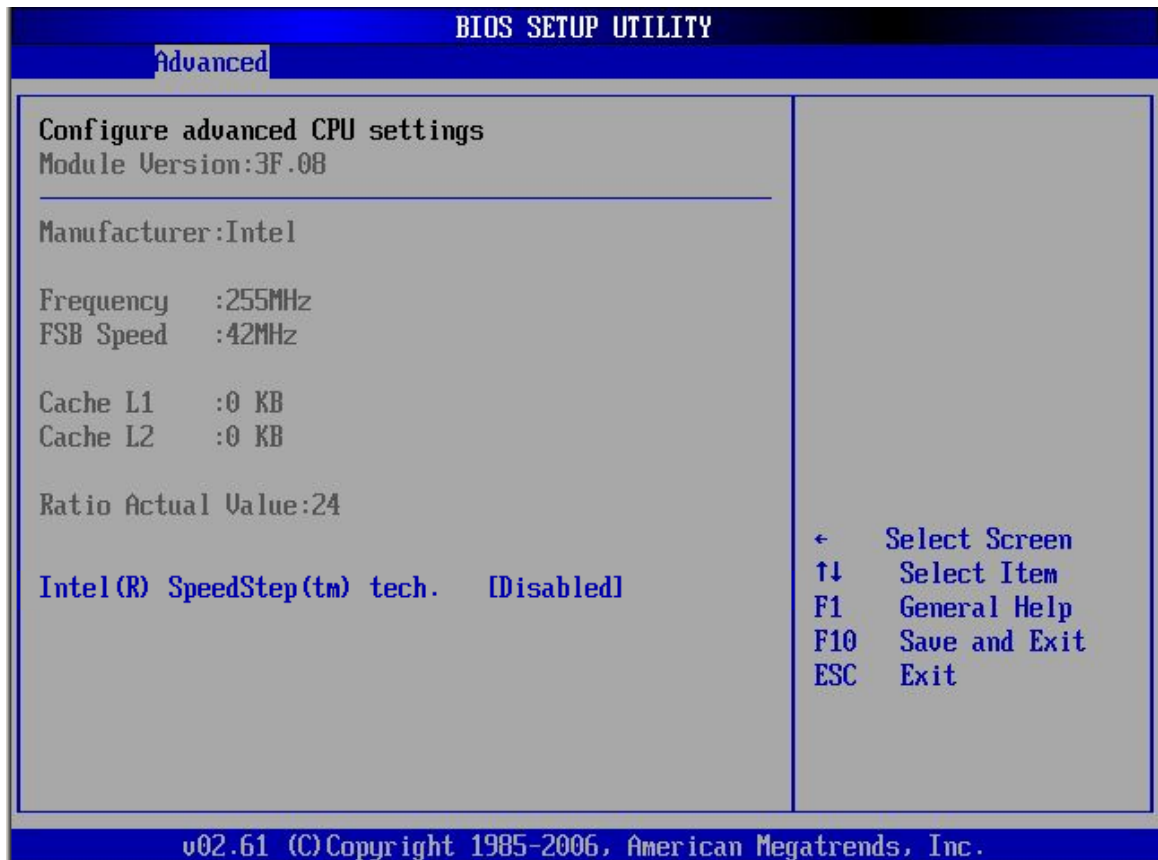 BIOS SETUP UTILITY
Advanced
Configure advanced CPU settings
Module Version:3F.08
Manufacturer:Intel
Frequency :255MHz
FSB Speed :42MHz
Cache L1 :0 KB
Cache L2 :0 KB
Ratio Actual Value:24
Intel(R) SpeedStep(tm) tech. [Disabled]
← Select Screen
↑↓ Select Item
F1 General Help
F10 Save and Exit
ESC Exit
v02.61 (C)Copyright 1985-2006, American Megatrends, Inc.